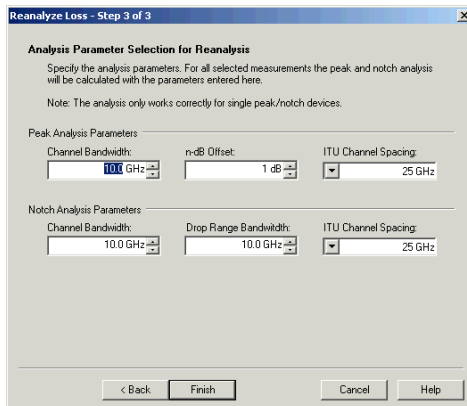 Reanalyze Loss - Step 3 of 3
Analysis Parameter Selection for Reanalysis
Specify the analysis parameters. For all selected measurements the peak and notch analysis
will be calculated with the parameters entered here.
Note: The analysis only works correctly for single peak/notch devices.
Peak Analysis Parameters
Channel Bandwidth: n-dB Offset: ITU Channel Spacing:
10.0 GHz 1 dB 25 GHz
Notch Analysis Parameters
Channel Bandwidth: Drop Range Bandwitdth: ITU Channel Spacing:
10.0 GHz 10.0 GHz 25 GHz
< Back Finish Cancel Help